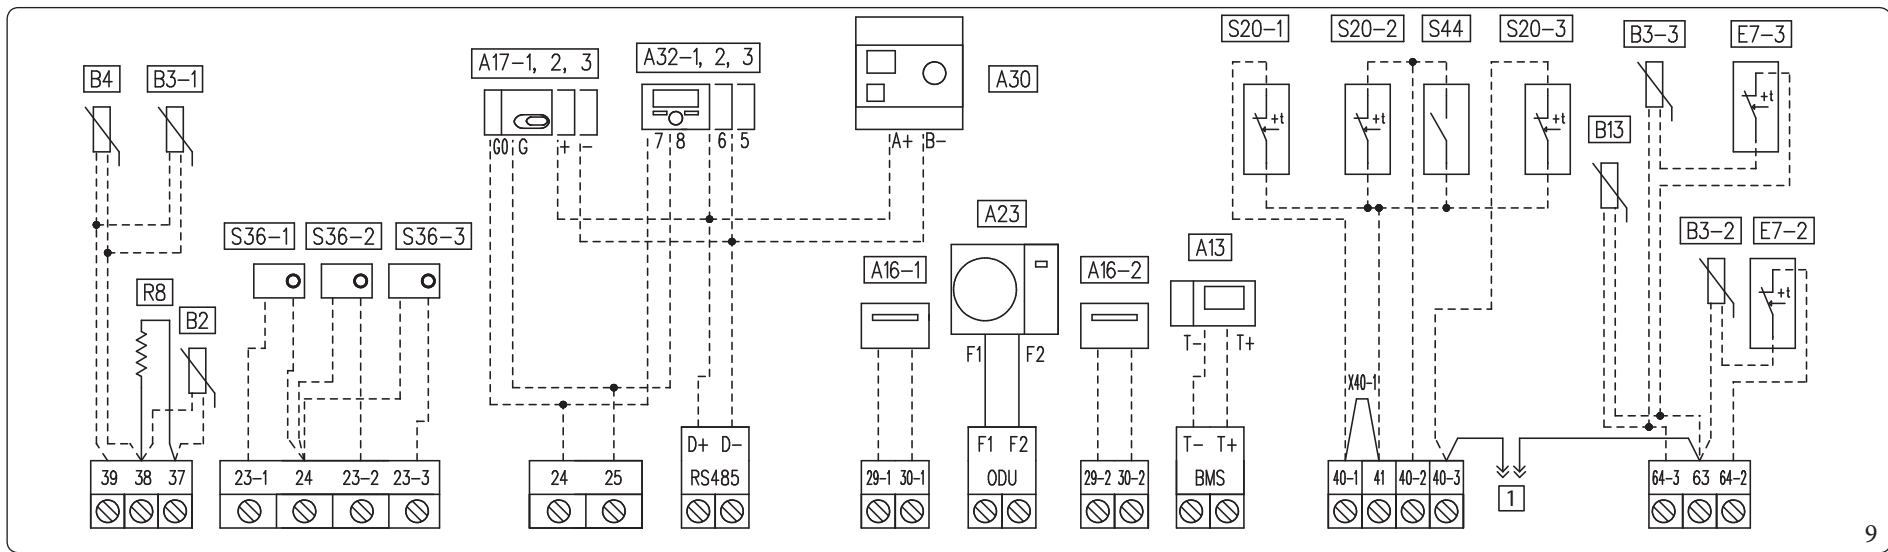 S20-1 S20-2 S44 S20-3 B3-3 E7-3
A17-1, 2, 3 A32-1, 2, 3 A30
B4 B3-1
+t +t +t +t
B13
G0 G + - 7 8 6 5 A+ B-
A23
S36-1 S36-2 S36-3 B3-2 E7-2
A16-1 A16-2 A13
R8 +t
B2
F1 F2 T- T+
X40-1
D+ D- F1 F2 T- T+
39 38 37 23-1 24 23-2 23-3 24 25 RS485 29-1 30-1 ODU 29-2 30-2 BMS 40-1 41 40-2 40-3 64-3 63 64-2
1
9